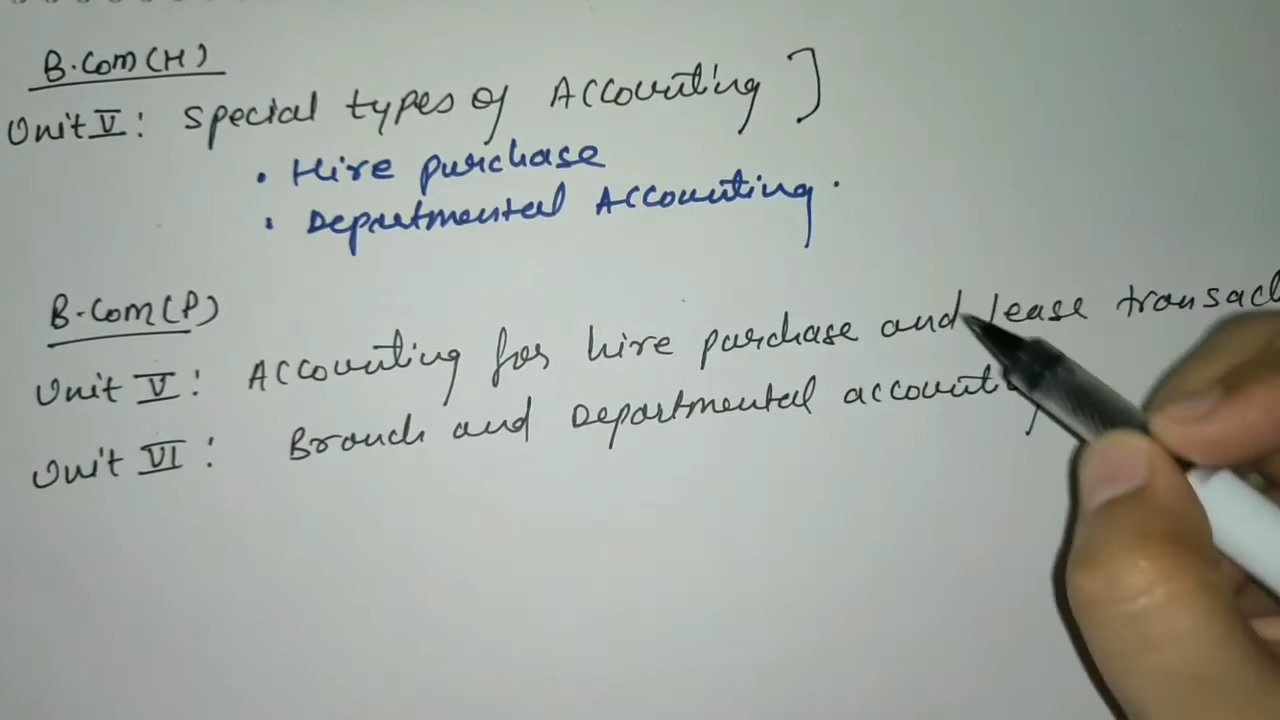 B.Com(H)
Unit V: Special types of Accounting ]
• Hire purchase
• Departmental Accounting.
B.Com(P)
Unit V: Accounting for hire purchase and lease transac
Unit VI: Branch and Departmental